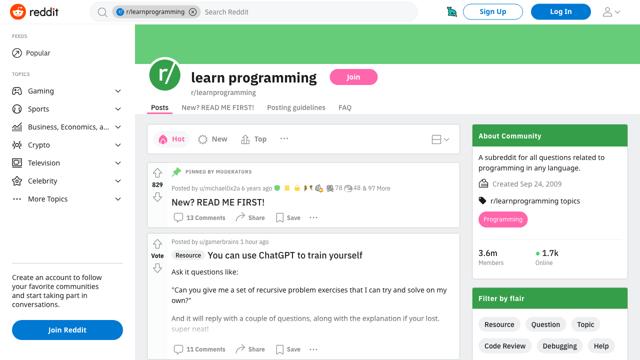 reddit
r/learnprogramming
Search Reddit
Sign Up
Log In
FEEDS
Popular
TOPICS
Gaming
Sports
Business, Economics, a...
Crypto
Television
Celebrity
More Topics
Create an account to follow
your favorite communities
and start taking part in
conversations.
Join Reddit
r/
learn programming
Join
r/learnprogramming
Posts
New? READ ME FIRST!
Posting guidelines
FAQ
Hot
New
Top
829
PINNED BY MODERATORS
Posted by u/michael0x2a 6 years ago
78
48
& 97 More
New? READ ME FIRST!
13 Comments
Share
Save
Vote
Posted by u/gamerbrains 1 hour ago
Resource
You can use ChatGPT to train yourself
Ask it questions like:
"Can you give me a set of recursive problem exercises that I can try and solve on my
own?"
And it will reply with a couple of questions, along with the explanation if your lost.
super neat!
11 Comments
Share
Save
About Community
A subreddit for all questions related to
programming in any language.
Created Sep 24, 2009
r/learnprogramming topics
Programming
3.6m
Members
1.7k
Online
Filter by flair
Resource
Question
Topic
Code Review
Debugging
Help